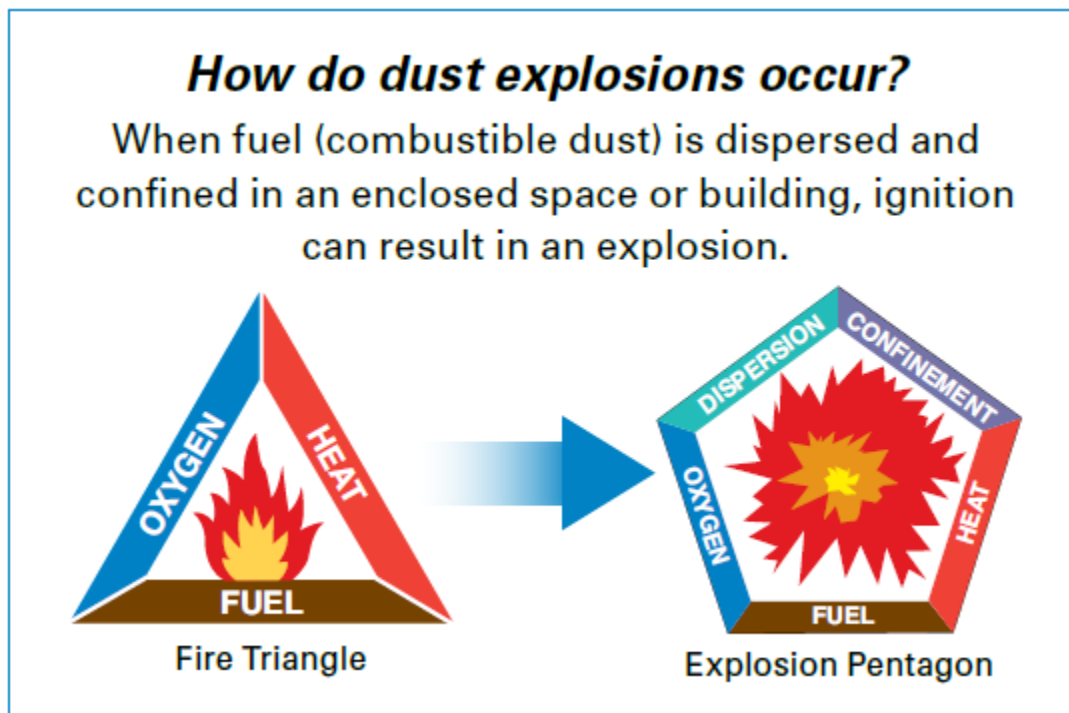 How do dust explosions occur?
When fuel (combustible dust) is dispersed and
confined in an enclosed space or building, ignition
can result in an explosion.
OXYGEN
HEAT
FUEL
Fire Triangle
DISPERSION
CONFINEMENT
OXYGEN
HEAT
FUEL
Explosion Pentagon